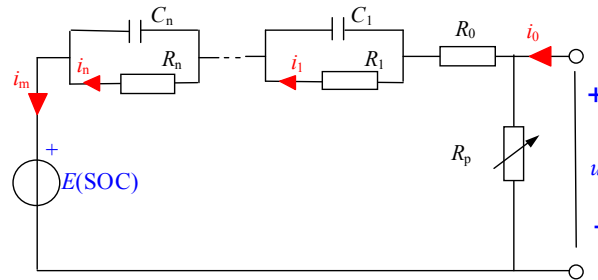 Cn
C1
R0
i0
im
in
Rn
i1
R1
+
+
Rp
E(SOC)
u
-